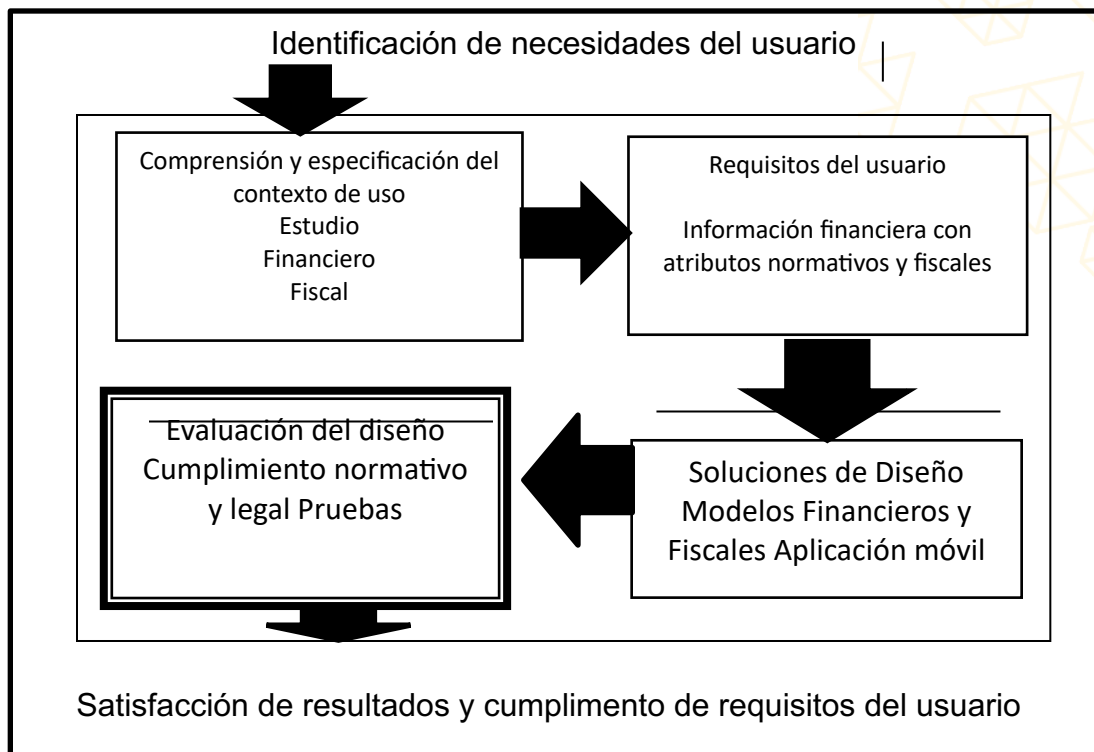 Identificación de necesidades del usuario
Comprensión y especificación del
contexto de uso
Estudio
Financiero
Fiscal
Requisitos del usuario
Información financiera con
atributos normativos y fiscales
Evaluación del diseño
Cumplimiento normativo
y legal Pruebas
Soluciones de Diseño
Modelos Financieros y
Fiscales Aplicación móvil
Satisfacción de resultados y cumplimento de requisitos del usuario